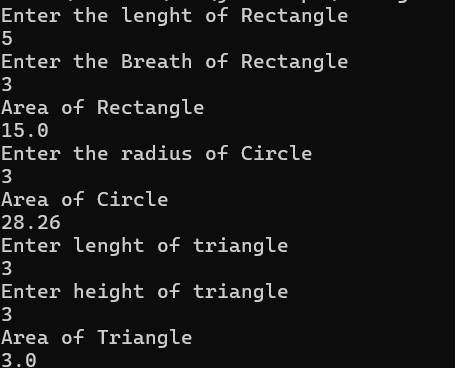 Enter the lenght of Rectangle
5
Enter the Breath of Rectangle
3
Area of Rectangle
15.0
Enter the radius of Circle
3
Area of Circle
28.26
Enter lenght of triangle
3
Enter height of triangle
3
Area of Triangle
3.0